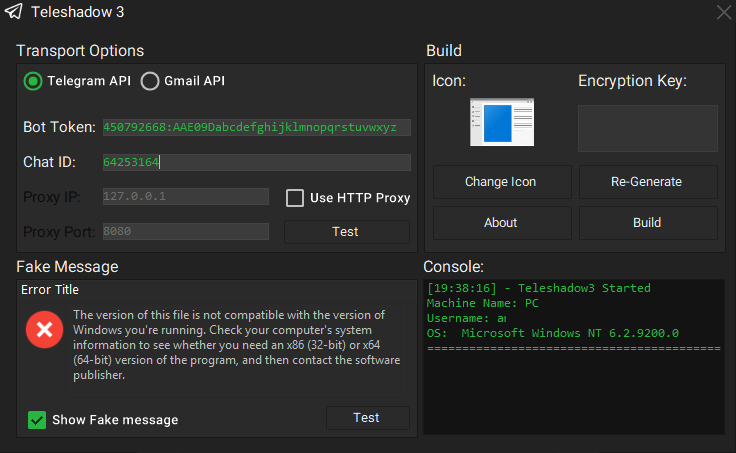 Teleshadow 3
Transport Options
Telegram API Gmail API
Bot Token: 450792668:AAE09Dabcdefghijklmnopqrstuvwxyz
Chat ID: 64253164
Proxy IP: 127.0.0.1 Use HTTP Proxy
Proxy Port: 8080 Test
Build
Icon: Encryption Key:
Change Icon Re-Generate
About Build
Fake Message
Error Title
The version of this file is not compatible with the version of
Windows you're running. Check your computer's system
information to see whether you need an x86 (32-bit) or x64
(64-bit) version of the program, and then contact the software
publisher.
Show Fake message Test
Console:
[19:38:16] - Teleshadow3 Started
Machine Name: PC
Username:
OS: Microsoft Windows NT 6.2.9200.0
=========================================